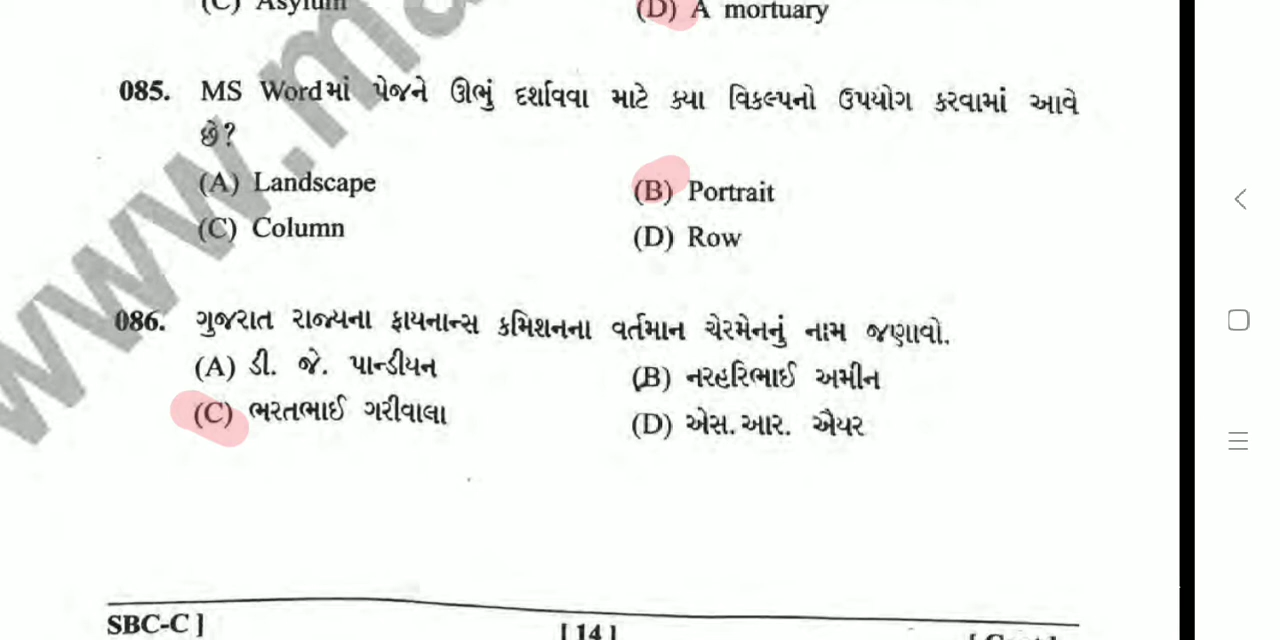 (C) Asylum (D) A mortuary
085. MS Wordમાં પેજને ઊભું દર્શાવવા માટે ક્યા વિકલ્પનો ઉપયોગ કરવામાં આવે
છે?
(A) Landscape (B) Portrait
(C) Column (D) Row
086. ગુજરાત રાજ્યના ફાયનાન્સ કમિશનના વર્તમાન ચેરમેનનું નામ જણાવો.
(A) ડી. જે. પાન્ડીયન (B) નરહરિભાઈ અમીન
(C) ભરતભાઈ ગરીવાલા (D) એસ. આર. ઐયર
SBC-C ] [ 14 ]
www.ma